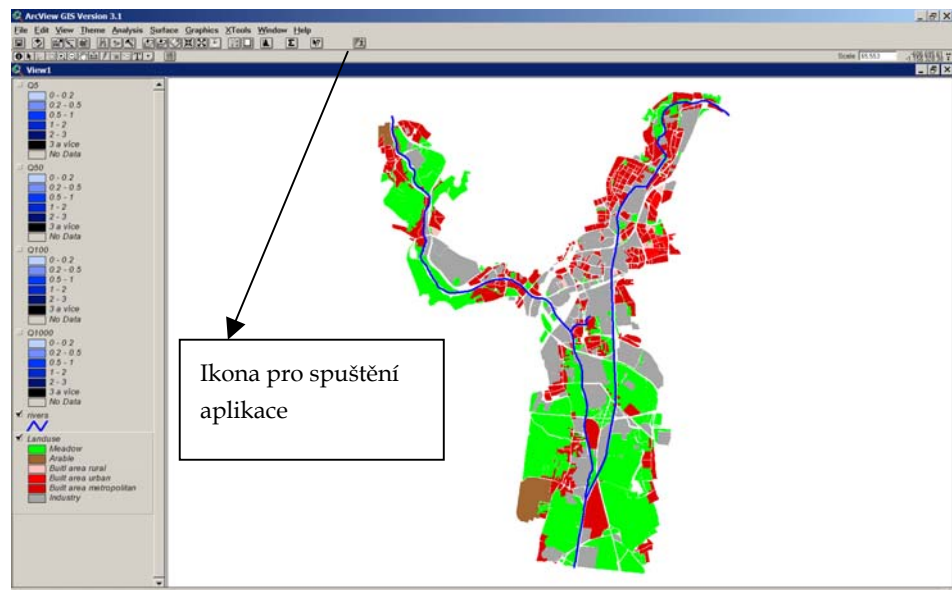 ArcView GIS Version 3.1
File Edit View Theme Analysis Surface Graphics XTools Window Help
Scale
View1
Q5
0 - 0.2
0.2 - 0.5
0.5 - 1
1 - 2
2 - 3
3 a více
No Data
Q50
0 - 0.2
0.2 - 0.5
0.5 - 1
1 - 2
2 - 3
3 a více
No Data
Q100
0 - 0.2
0.2 - 0.5
0.5 - 1
1 - 2
2 - 3
3 a více
No Data
Q1000
0 - 0.2
0.2 - 0.5
0.5 - 1
1 - 2
2 - 3
3 a více
No Data
rivers
Landuse
Meadow
Arable
Built area rural
Built area urban
Built area metropolitan
Industry
Ikona pro spuštění
aplikace